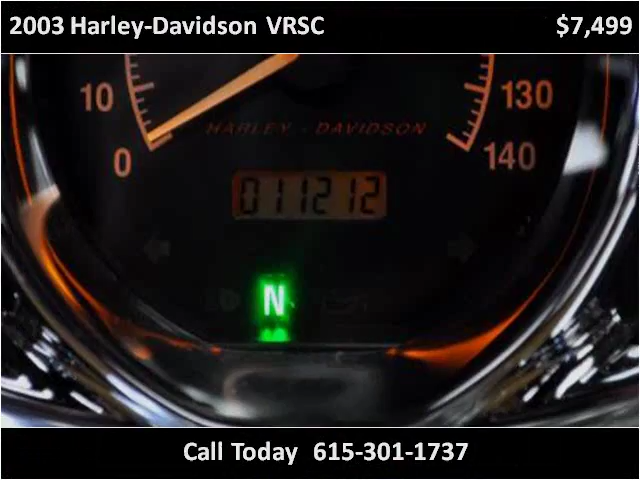 2003 Harley-Davidson VRSC $7,499
10 130
HARLEY-DAVIDSON
0 140
011212
N
Call Today 615-301-1737